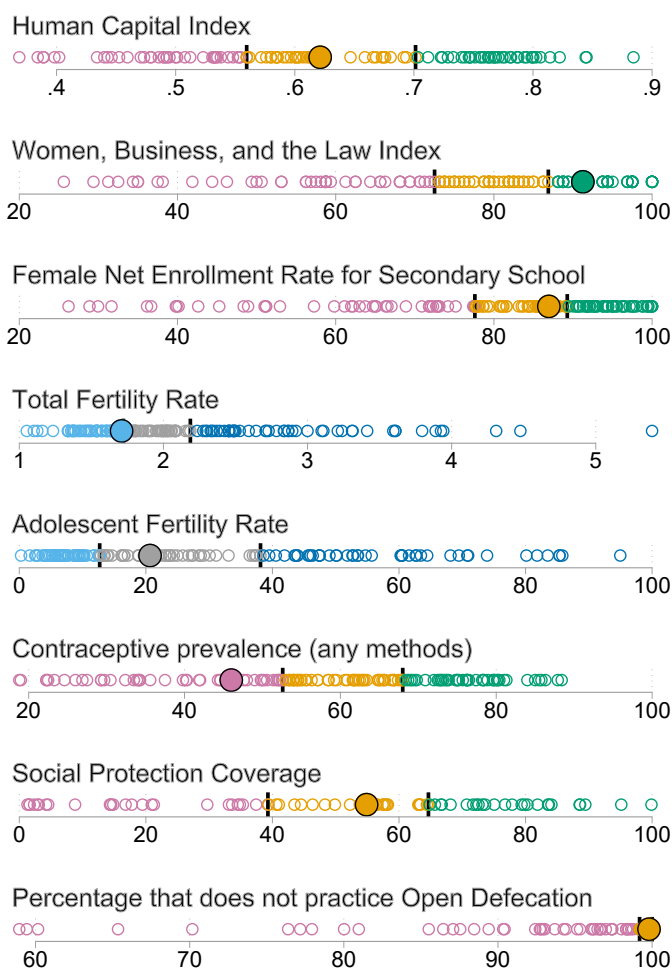 Human Capital Index
.4 .5 .6 .7 .8 .9
Women, Business, and the Law Index
20 40 60 80 100
Female Net Enrollment Rate for Secondary School
20 40 60 80 100
Total Fertility Rate
1 2 3 4 5
Adolescent Fertility Rate
0 20 40 60 80 100
Contraceptive prevalence (any methods)
20 40 60 80 100
Social Protection Coverage
0 20 40 60 80 100
Percentage that does not practice Open Defecation
60 70 80 90 100